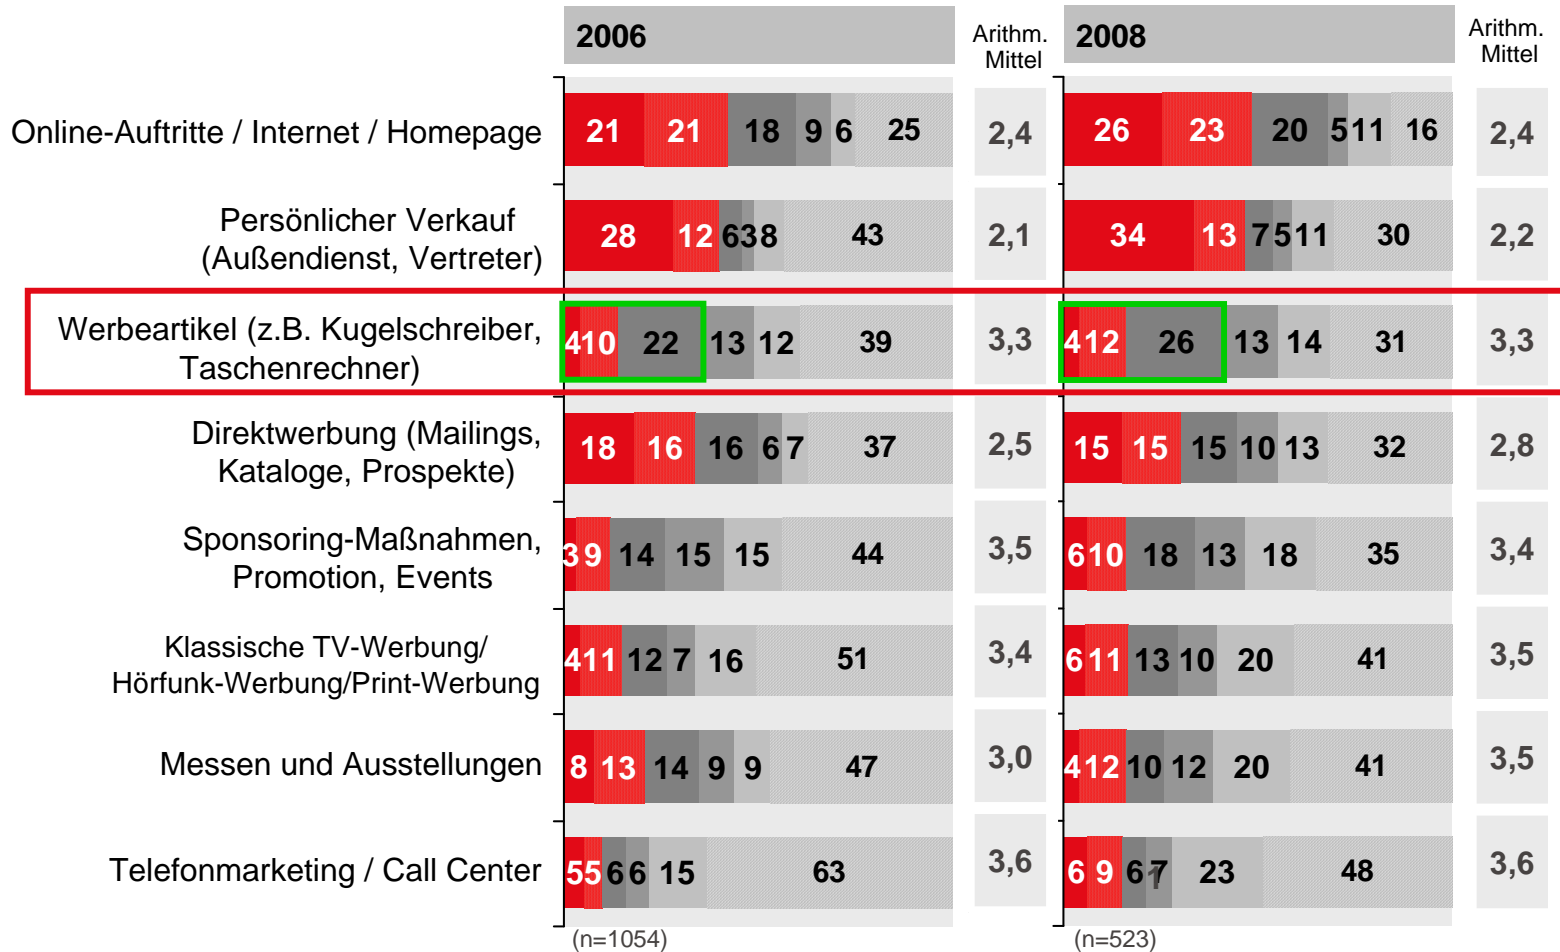 2006 Arithm. Mittel 2008 Arithm. Mittel
Online-Auftritte / Internet / Homepage 21 21 18 9 6 25 2,4 26 23 20 5 11 16 2,4
Persönlicher Verkauf
(Außendienst, Vertreter) 28 12 6 3 8 43 2,1 34 13 7 5 11 30 2,2
Werbeartikel (z.B. Kugelschreiber,
Taschenrechner) 4 10 22 13 12 39 3,3 4 12 26 13 14 31 3,3
Direktwerbung (Mailings,
Kataloge, Prospekte) 18 16 16 6 7 37 2,5 15 15 15 10 13 32 2,8
Sponsoring-Maßnahmen,
Promotion, Events 3 9 14 15 15 44 3,5 6 10 18 13 18 35 3,4
Klassische TV-Werbung/
Hörfunk-Werbung/Print-Werbung 4 11 12 7 16 51 3,4 6 11 13 10 20 41 3,5
Messen und Ausstellungen 8 13 14 9 9 47 3,0 4 12 10 12 20 41 3,5
Telefonmarketing / Call Center 5 5 6 6 15 63 3,6 6 9 6 7 23 48 3,6
(n=1054) (n=523)